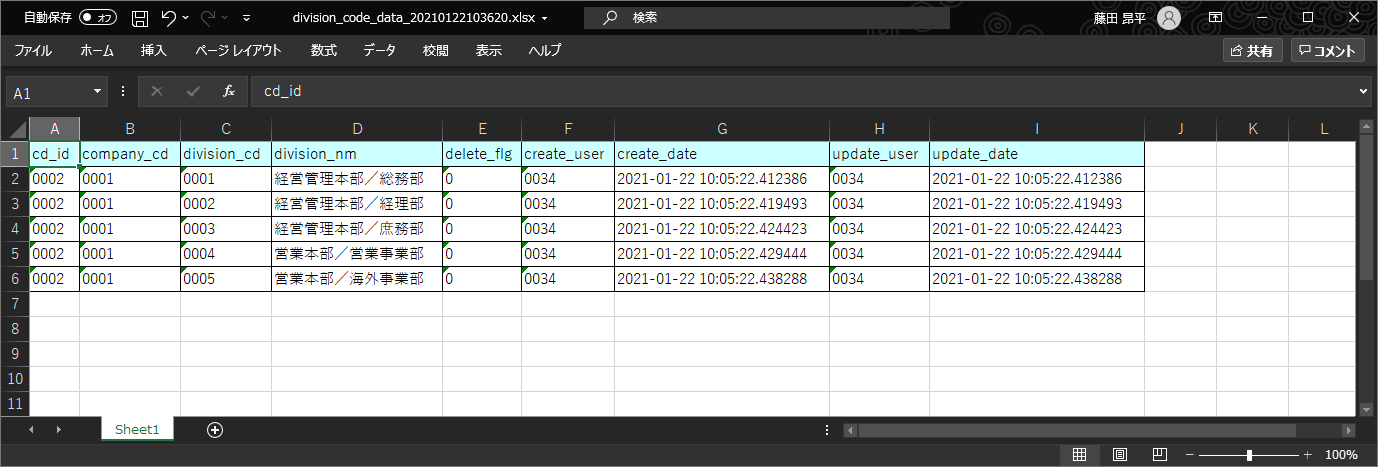 自動保存 オフ division_code_data_20210122103620.xlsx 検索 藤田 昂平
ファイル ホーム 挿入 ページ レイアウト 数式 データ 校閲 表示 ヘルプ 共有 コメント
A1 fx cd_id
A B C D E F G H I J K L
1 cd_id company_cd division_cd division_nm delete_flg create_user create_date update_user update_date
2 0002 0001 0001 経営管理本部／総務部 0 0034 2021-01-22 10:05:22.412386 0034 2021-01-22 10:05:22.412386
3 0002 0001 0002 経営管理本部／経理部 0 0034 2021-01-22 10:05:22.419493 0034 2021-01-22 10:05:22.419493
4 0002 0001 0003 経営管理本部／庶務部 0 0034 2021-01-22 10:05:22.424423 0034 2021-01-22 10:05:22.424423
5 0002 0001 0004 営業本部／営業事業部 0 0034 2021-01-22 10:05:22.429444 0034 2021-01-22 10:05:22.429444
6 0002 0001 0005 営業本部／海外事業部 0 0034 2021-01-22 10:05:22.438288 0034 2021-01-22 10:05:22.438288
7
8
9
10
11
Sheet1
100%